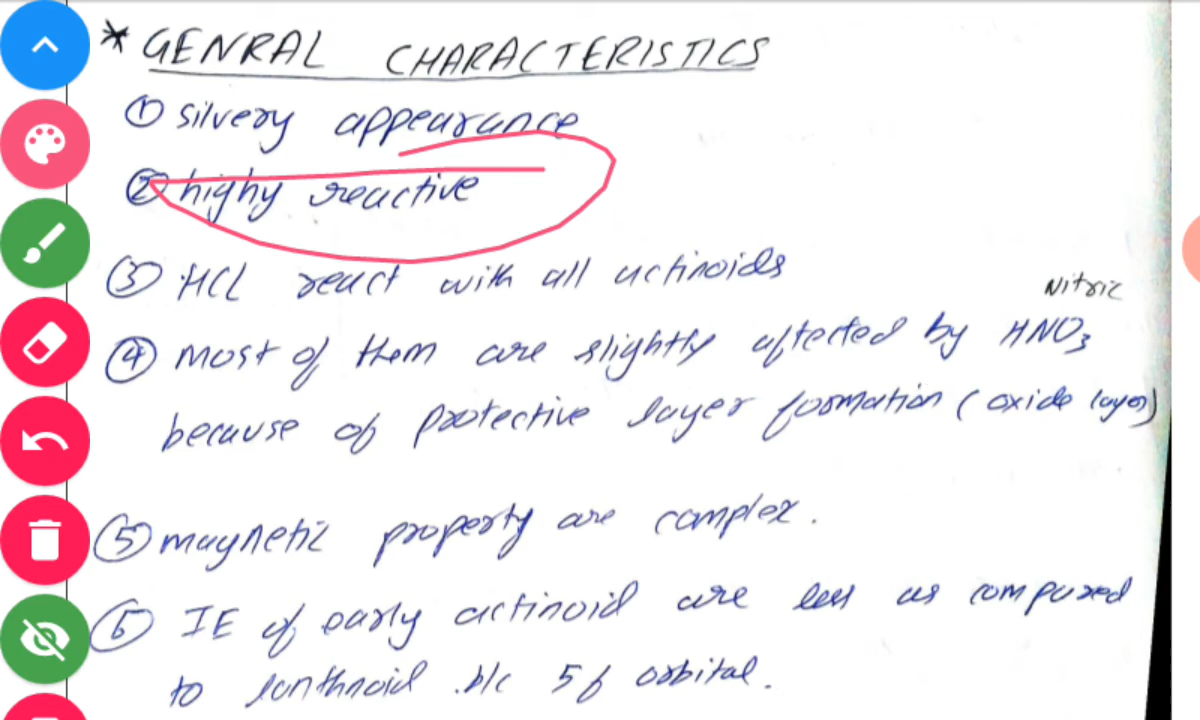 * GENRAL CHARACTERISTICS
① silvery appearance
② highy reactive
③ HCL react with all actinoids
Nitric
④ most of them are slightly affected by HNO₃
because of protective layer formation (oxide layer)
⑤ magnetic property are complex.
⑥ IE of early actinoid are less as compared
to lanthnoid b/c 5f orbital.